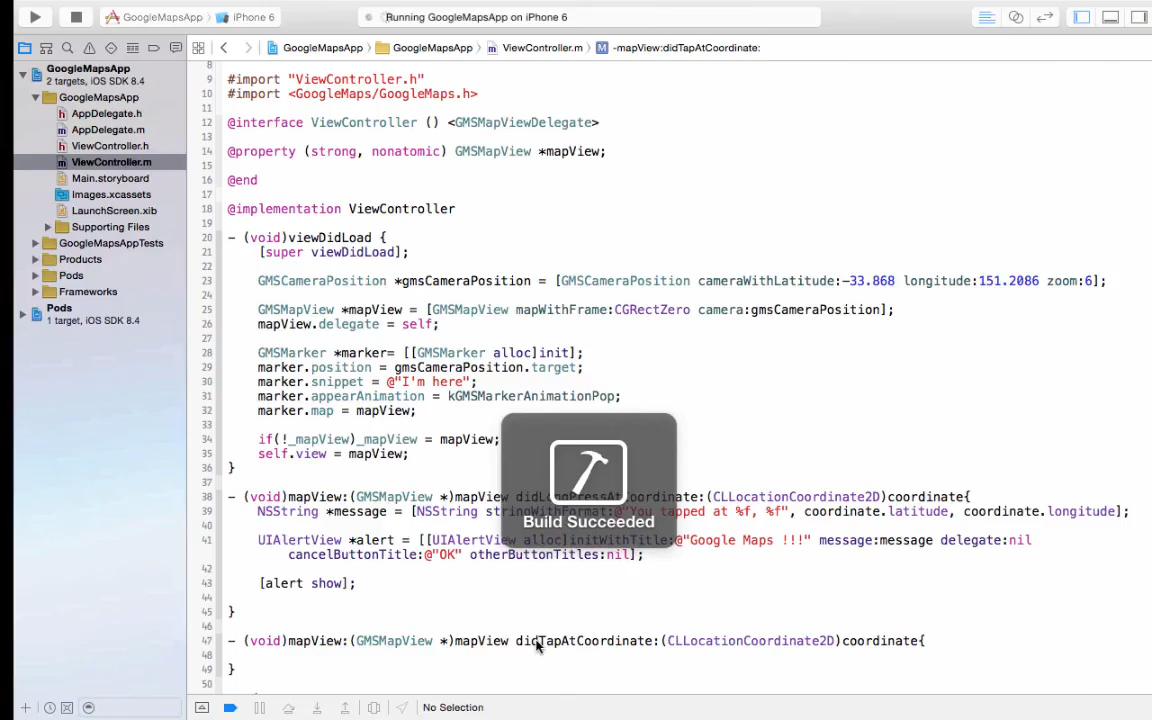 GoogleMapsApp iPhone 6
Running GoogleMapsApp on iPhone 6
GoogleMapsApp GoogleMapsApp ViewController.m M -mapView:didTapAtCoordinate:
GoogleMapsApp
2 targets, iOS SDK 8.4
GoogleMapsApp
h AppDelegate.h
m AppDelegate.m
h ViewController.h
m ViewController.m
Main.storyboard
Images.xcassets
LaunchScreen.xib
Supporting Files
GoogleMapsAppTests
Products
Pods
Frameworks
Pods
1 target, iOS SDK 8.4
8
9 #import "ViewController.h"
10 #import <GoogleMaps/GoogleMaps.h>
11
12 @interface ViewController () <GMSMapViewDelegate>
13
14 @property (strong, nonatomic) GMSMapView *mapView;
15
16 @end
17
18 @implementation ViewController
19
20 - (void)viewDidLoad {
21 [super viewDidLoad];
22
23 GMSCameraPosition *gmsCameraPosition = [GMSCameraPosition cameraWithLatitude:-33.868 longitude:151.2086 zoom:6];
24
25 GMSMapView *mapView = [GMSMapView mapWithFrame:CGRectZero camera:gmsCameraPosition];
26 mapView.delegate = self;
27
28 GMSMarker *marker= [[GMSMarker alloc]init];
29 marker.position = gmsCameraPosition.target;
30 marker.snippet = @"I'm here";
31 marker.appearAnimation = kGMSMarkerAnimationPop;
32 marker.map = mapView;
33
34 if(!_mapView)_mapView = mapView;
35 self.view = mapView;
36 }
37
38 - (void)mapView:(GMSMapView *)mapView didLongPressAtCoordinate:(CLLocationCoordinate2D)coordinate{
39 NSString *message = [NSString stringWithFormat:@"You tapped at %f, %f", coordinate.latitude, coordinate.longitude];
40
41 UIAlertView *alert = [[UIAlertView alloc]initWithTitle:@"Google Maps !!!" message:message delegate:nil
cancelButtonTitle:@"OK" otherButtonTitles:nil];
42
43 [alert show];
44
45 }
46
47 - (void)mapView:(GMSMapView *)mapView didTapAtCoordinate:(CLLocationCoordinate2D)coordinate{
48
49 }
50
Build Succeeded
No Selection